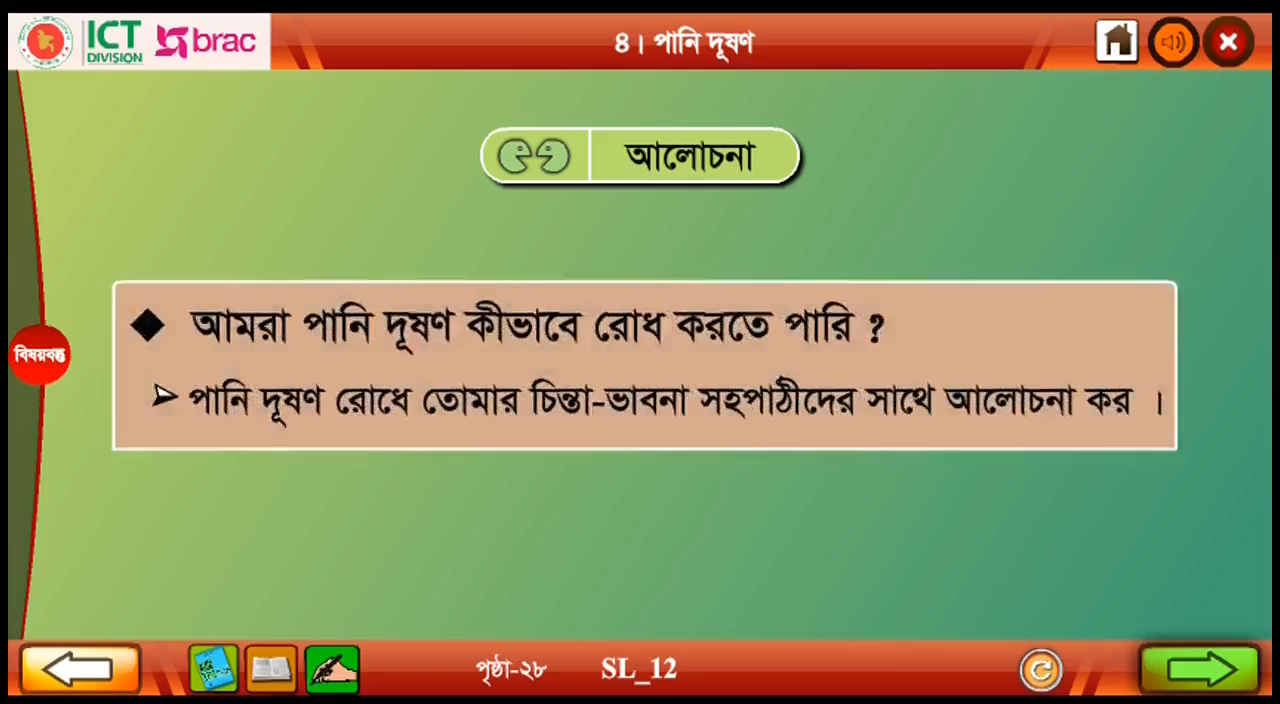 ICT
DIVISION
brac
৪। পানি দূষণ
আলোচনা
আমরা পানি দূষণ কীভাবে রোধ করতে পারি ?
পানি দূষণ রোধে তোমার চিন্তা-ভাবনা সহপাঠীদের সাথে আলোচনা কর ।
বিষয়বস্তু
পৃষ্ঠা-২৮
SL_12